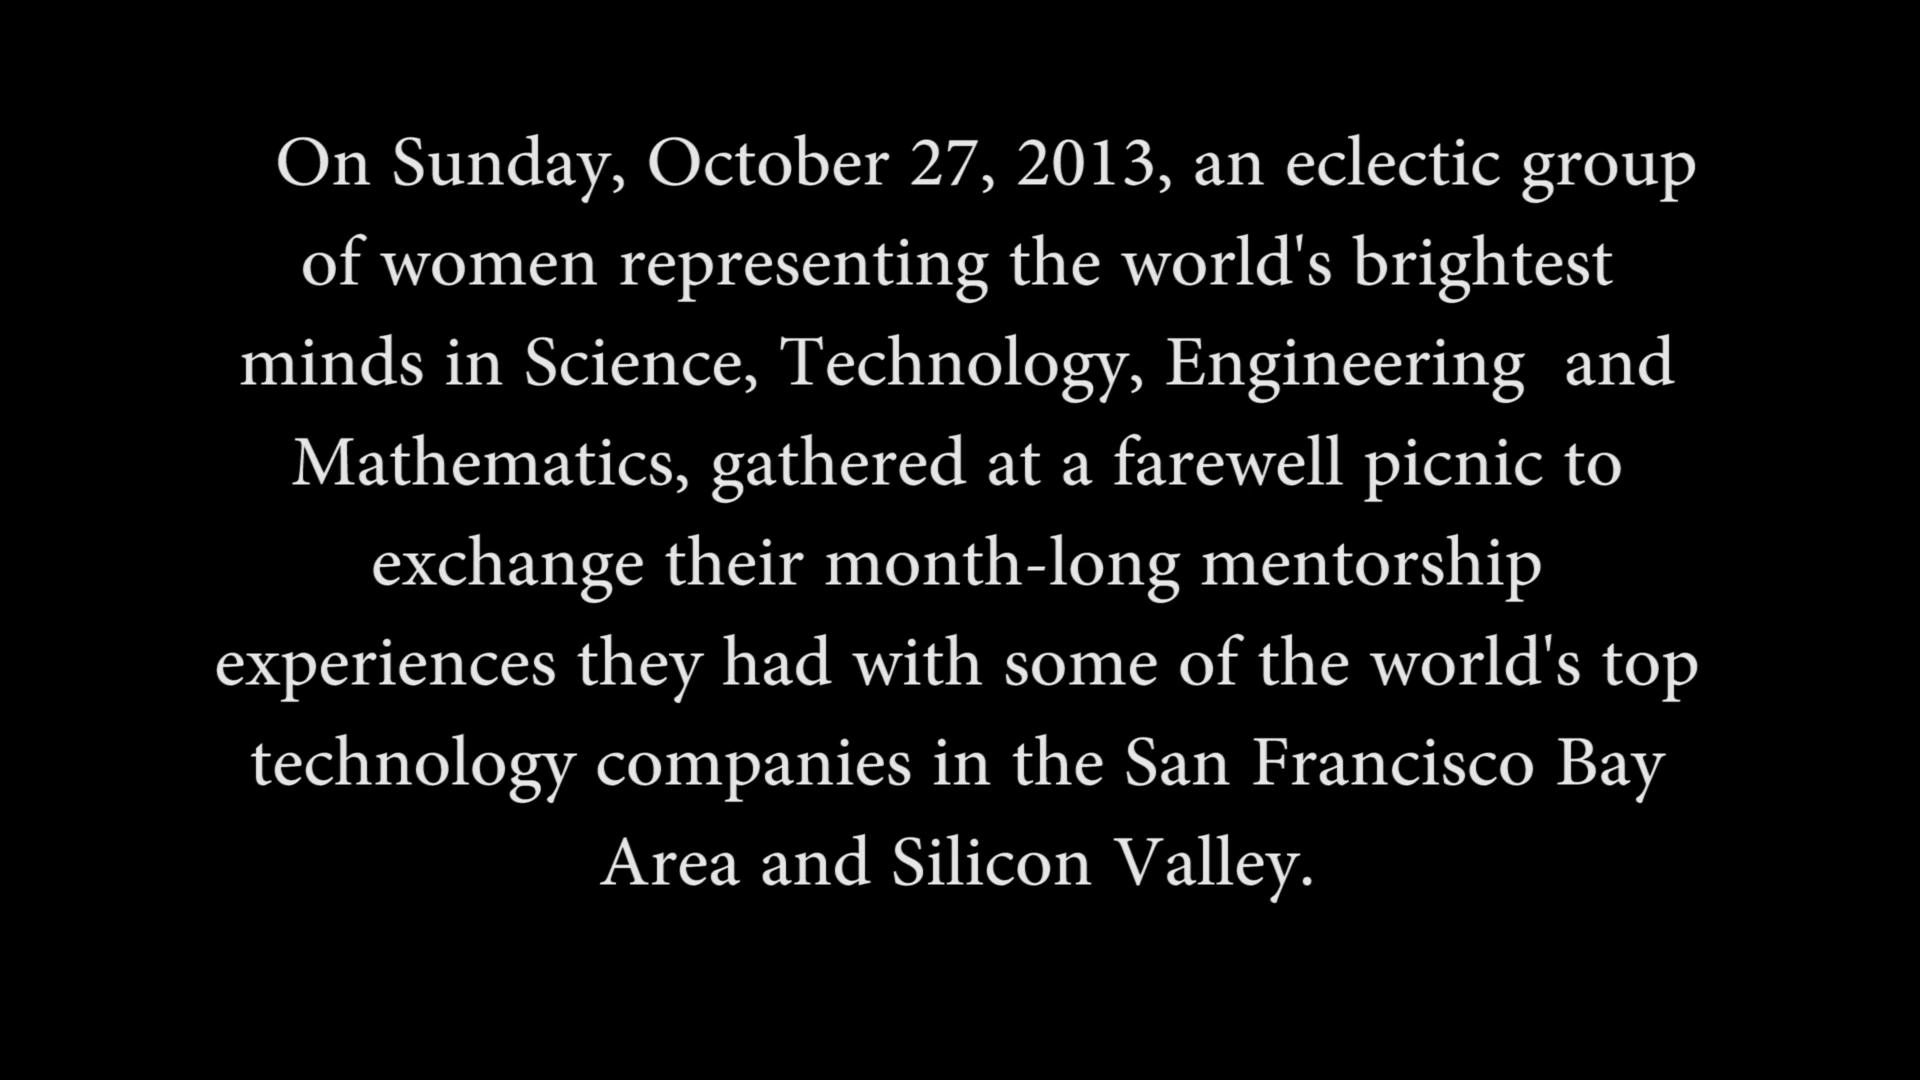 On Sunday, October 27, 2013, an eclectic group
of women representing the world's brightest
minds in Science, Technology, Engineering  and
Mathematics, gathered at a farewell picnic to
exchange their month-long mentorship
experiences they had with some of the world's top
technology companies in the San Francisco Bay
Area and Silicon Valley.